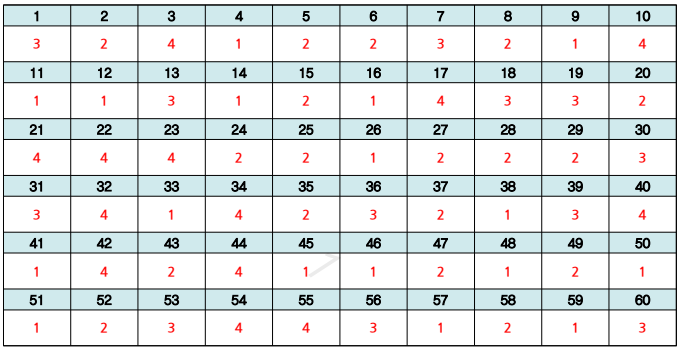 1 2 3 4 5 6 7 8 9 10
3 2 4 1 2 2 3 2 1 4
11 12 13 14 15 16 17 18 19 20
1 1 3 1 2 1 4 3 3 2
21 22 23 24 25 26 27 28 29 30
4 4 4 2 2 1 2 2 2 3
31 32 33 34 35 36 37 38 39 40
3 4 1 4 2 3 2 1 3 4
41 42 43 44 45 46 47 48 49 50
1 4 2 4 1 1 2 1 2 1
51 52 53 54 55 56 57 58 59 60
1 2 3 4 4 3 1 2 1 3